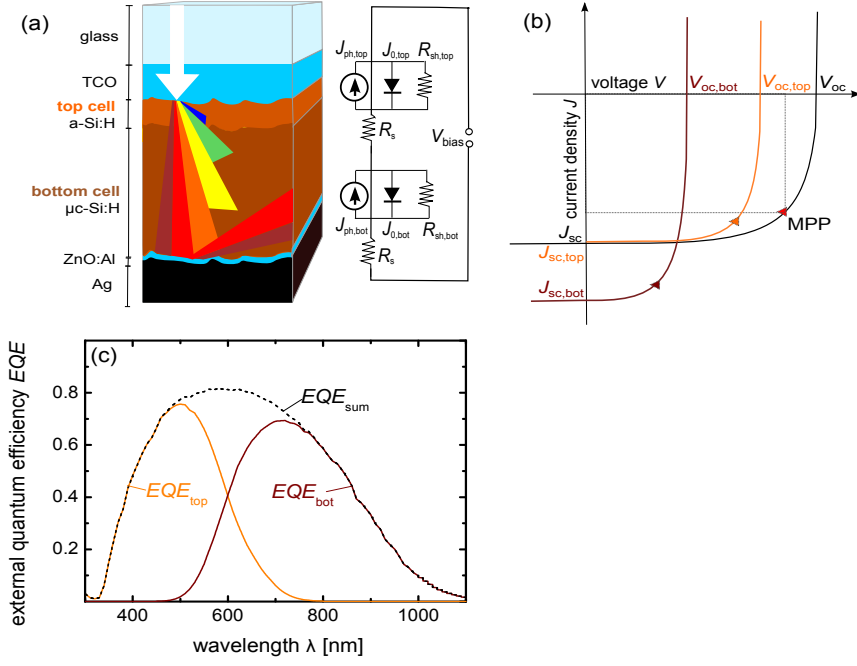 (a)
glass
TCO
top cell
a-Si:H
bottom cell
µc-Si:H
ZnO:Al
Ag
J_ph,top J_0,top R_sh,top
R_s
V_bias
J_ph,bot J_0,bot R_sh,bot
R_s
(b)
voltage V V_oc,bot V_oc,top V_oc
current density J
MPP
J_sc
J_sc,top
J_sc,bot
(c)
external quantum efficiency EQE
0.8
0.6
0.4
0.2
EQE_sum
EQE_top
EQE_bot
400 600 800 1000
wavelength λ [nm]